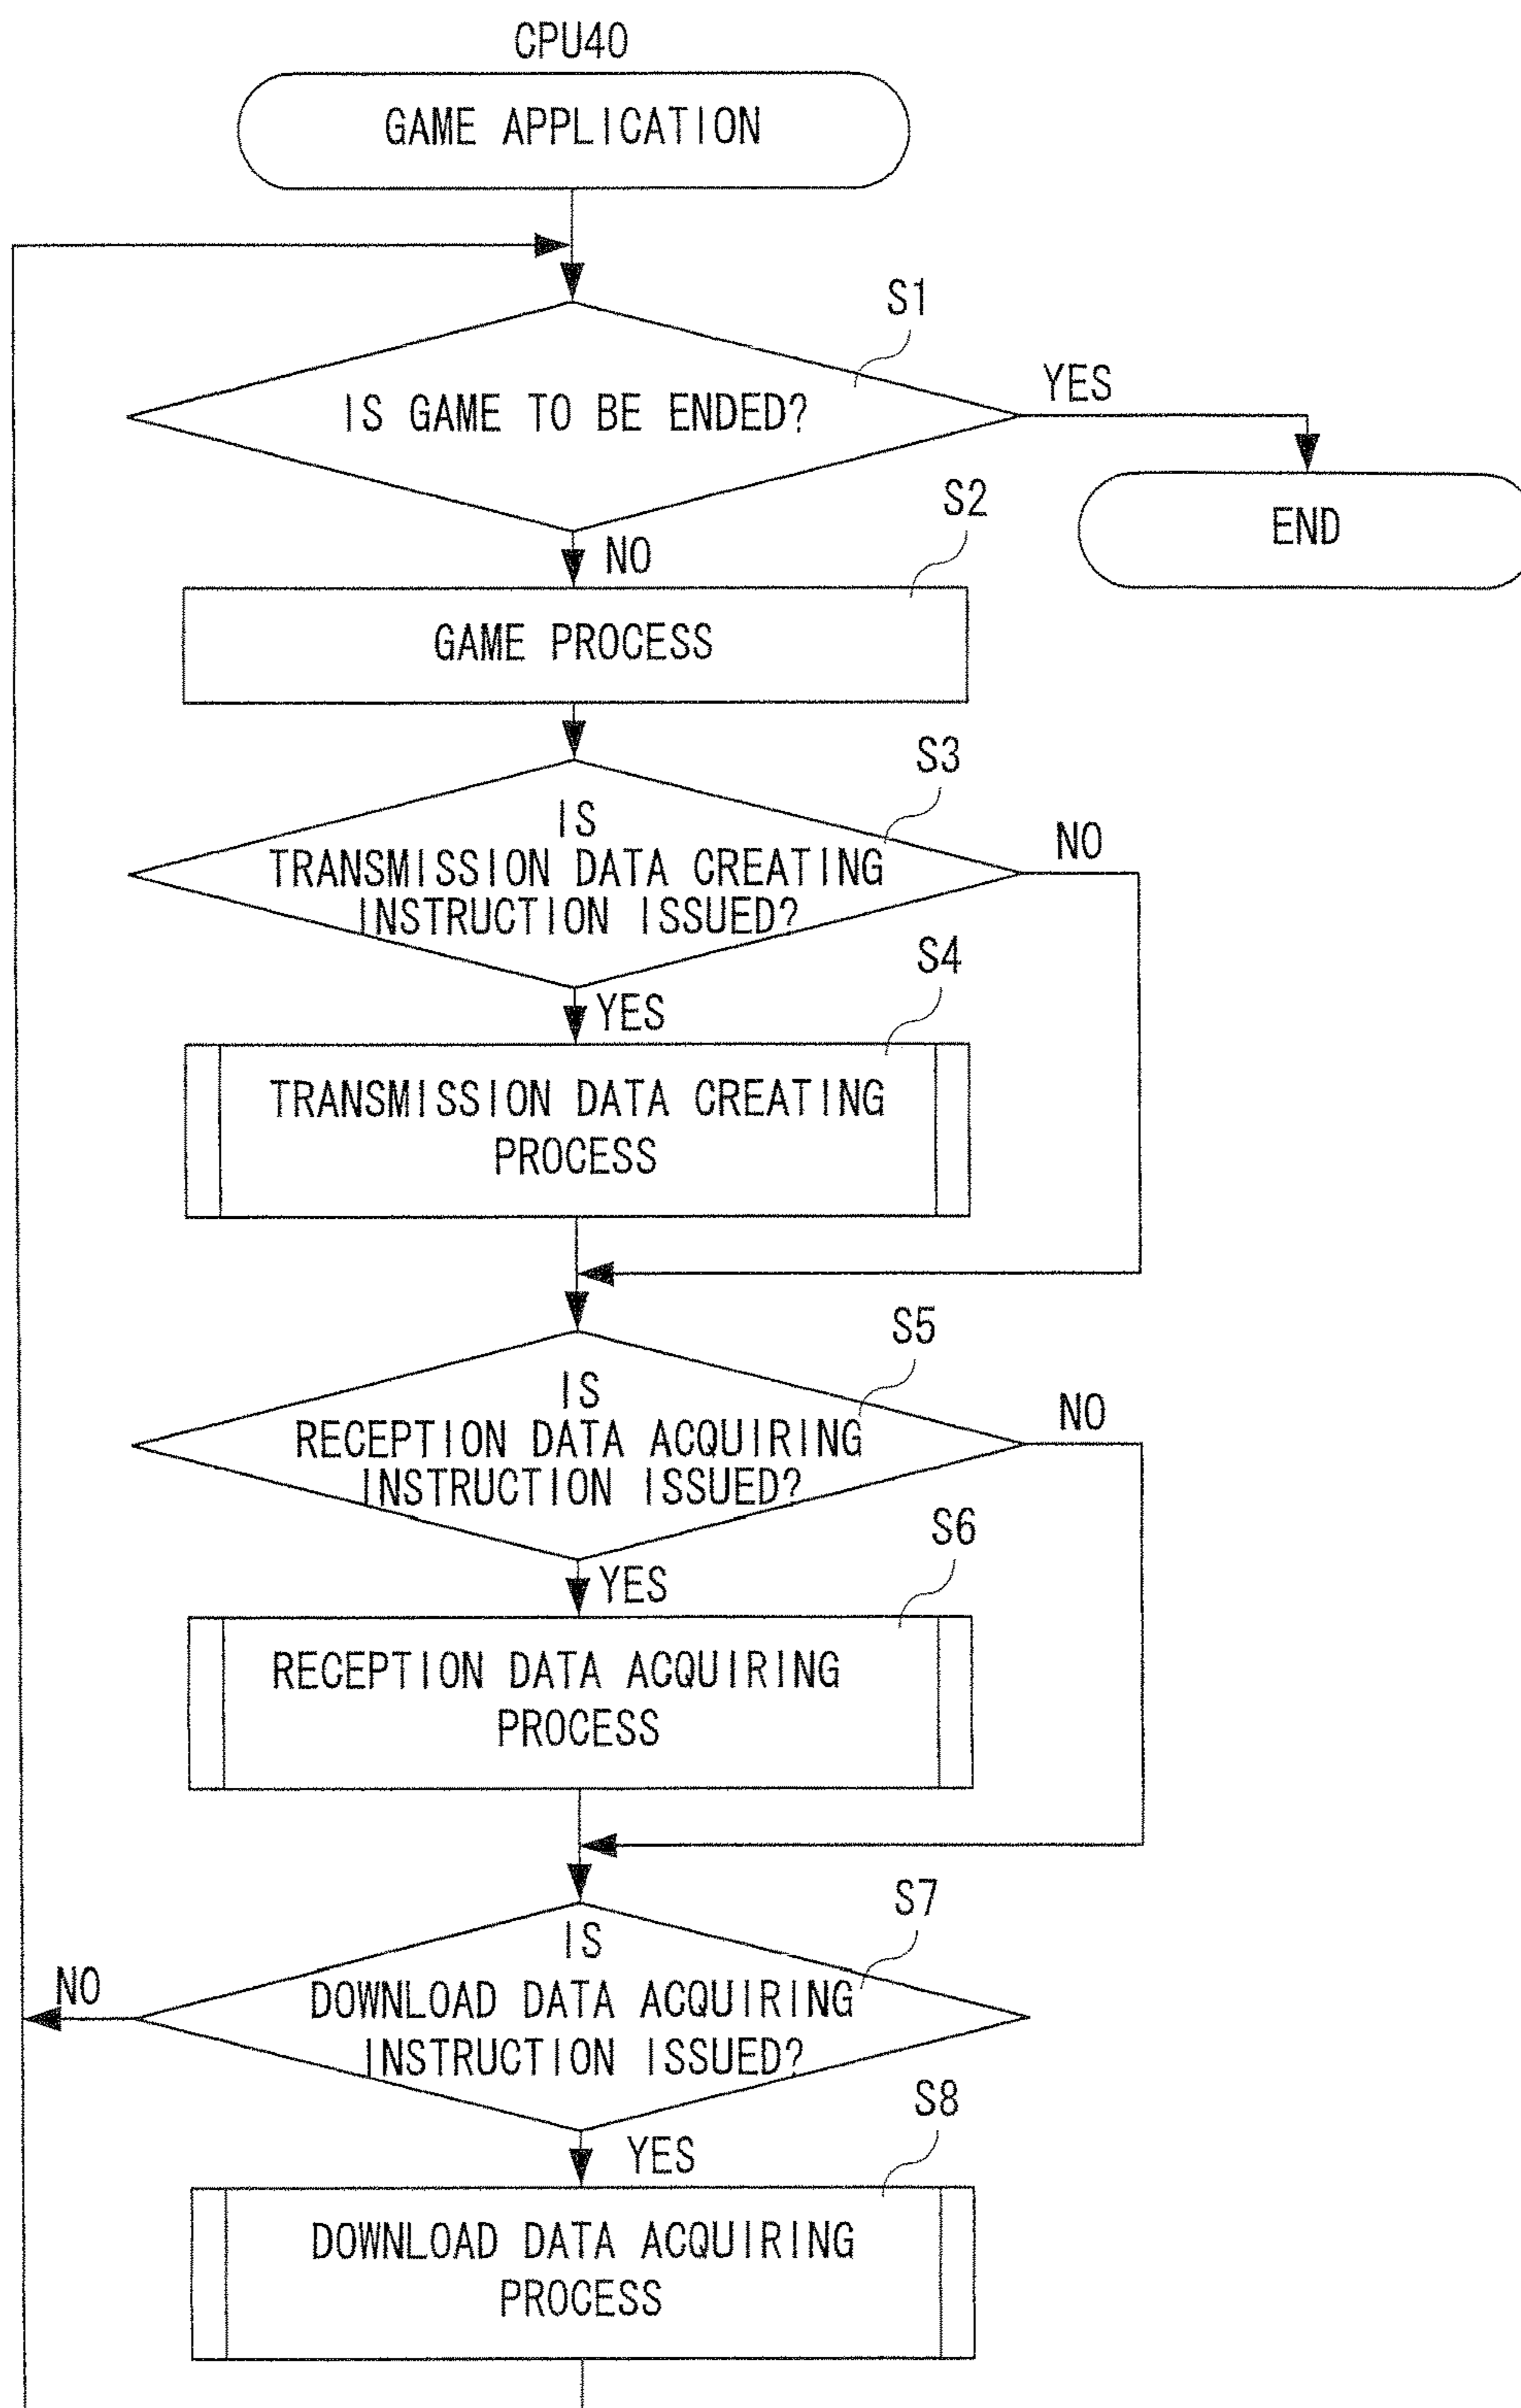 CPU40
GAME APPLICATION
S1
IS GAME TO BE ENDED?
YES
END
NO
S2
GAME PROCESS
S3
IS
TRANSMISSION DATA CREATING
INSTRUCTION ISSUED?
NO
YES
S4
TRANSMISSION DATA CREATING
PROCESS
S5
IS
RECEPTION DATA ACQUIRING
INSTRUCTION ISSUED?
NO
YES
S6
RECEPTION DATA ACQUIRING
PROCESS
S7
IS
DOWNLOAD DATA ACQUIRING
INSTRUCTION ISSUED?
NO
YES
S8
DOWNLOAD DATA ACQUIRING
PROCESS